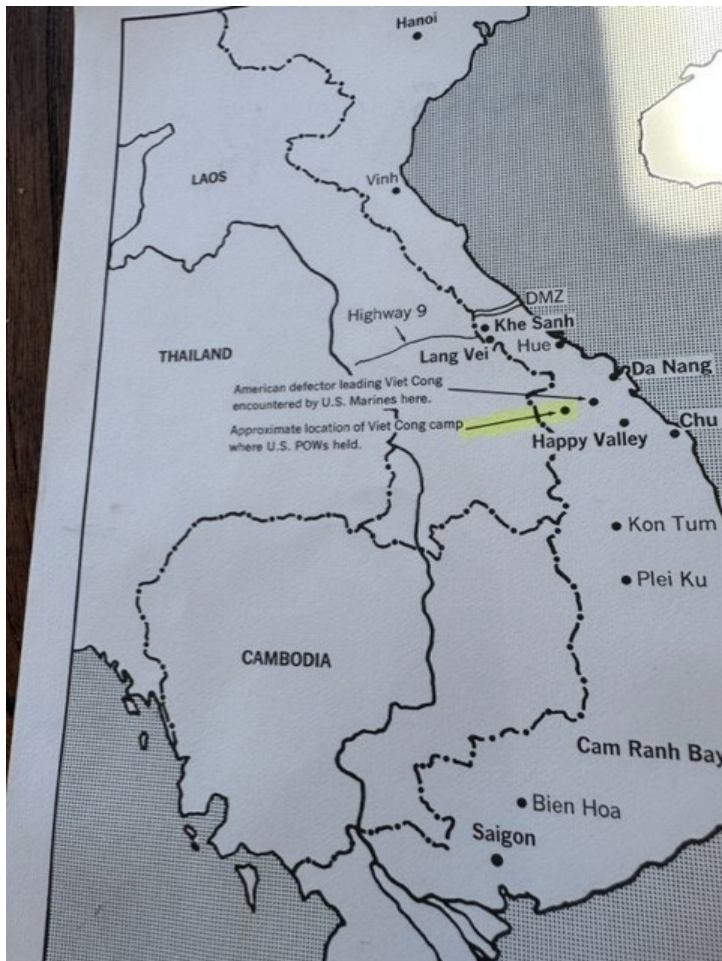 Hanoi
LAOS
Vinh
DMZ
Highway 9
Khe Sanh
THAILAND
Lang Vei
Hue
Da Nang
American defector leading Viet Cong
encountered by U.S. Marines here.
Approximate location of Viet Cong camp
where U.S. POWs held.
Chu
Happy Valley
Kon Tum
Plei Ku
CAMBODIA
Cam Ranh Bay
Bien Hoa
Saigon